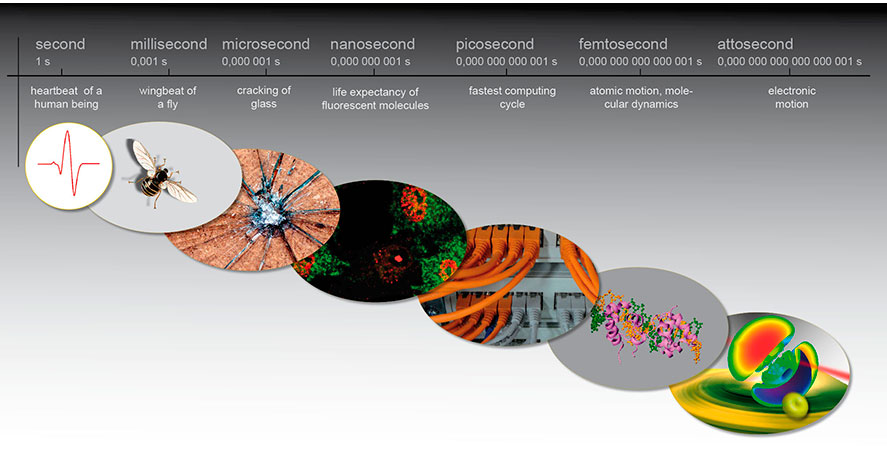 second
1 s
heartbeat of a
human being
millisecond
0,001 s
wingbeat of
a fly
microsecond
0,000 001 s
cracking of
glass
nanosecond
0,000 000 001 s
life expectancy of
fluorescent molecules
picosecond
0,000 000 000 001 s
fastest computing
cycle
femtosecond
0,000 000 000 000 001 s
atomic motion, mole-
cular dynamics
attosecond
0,000 000 000 000 000 001 s
electronic
motion